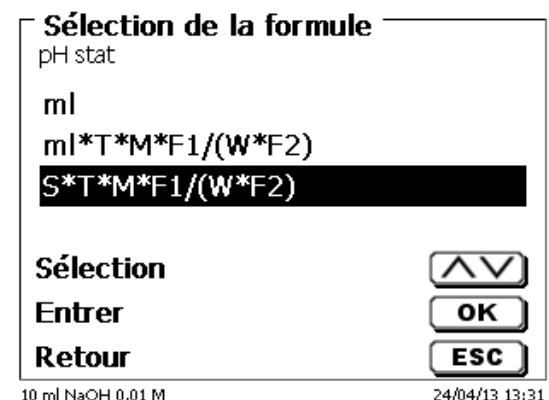 Sélection de la formule
pH stat
ml
ml*T*M*F1/(W*F2)
S*T*M*F1/(W*F2)
Sélection
Entrer OK
Retour ESC
10 ml NaOH 0.01 M 24/04/13 13:31